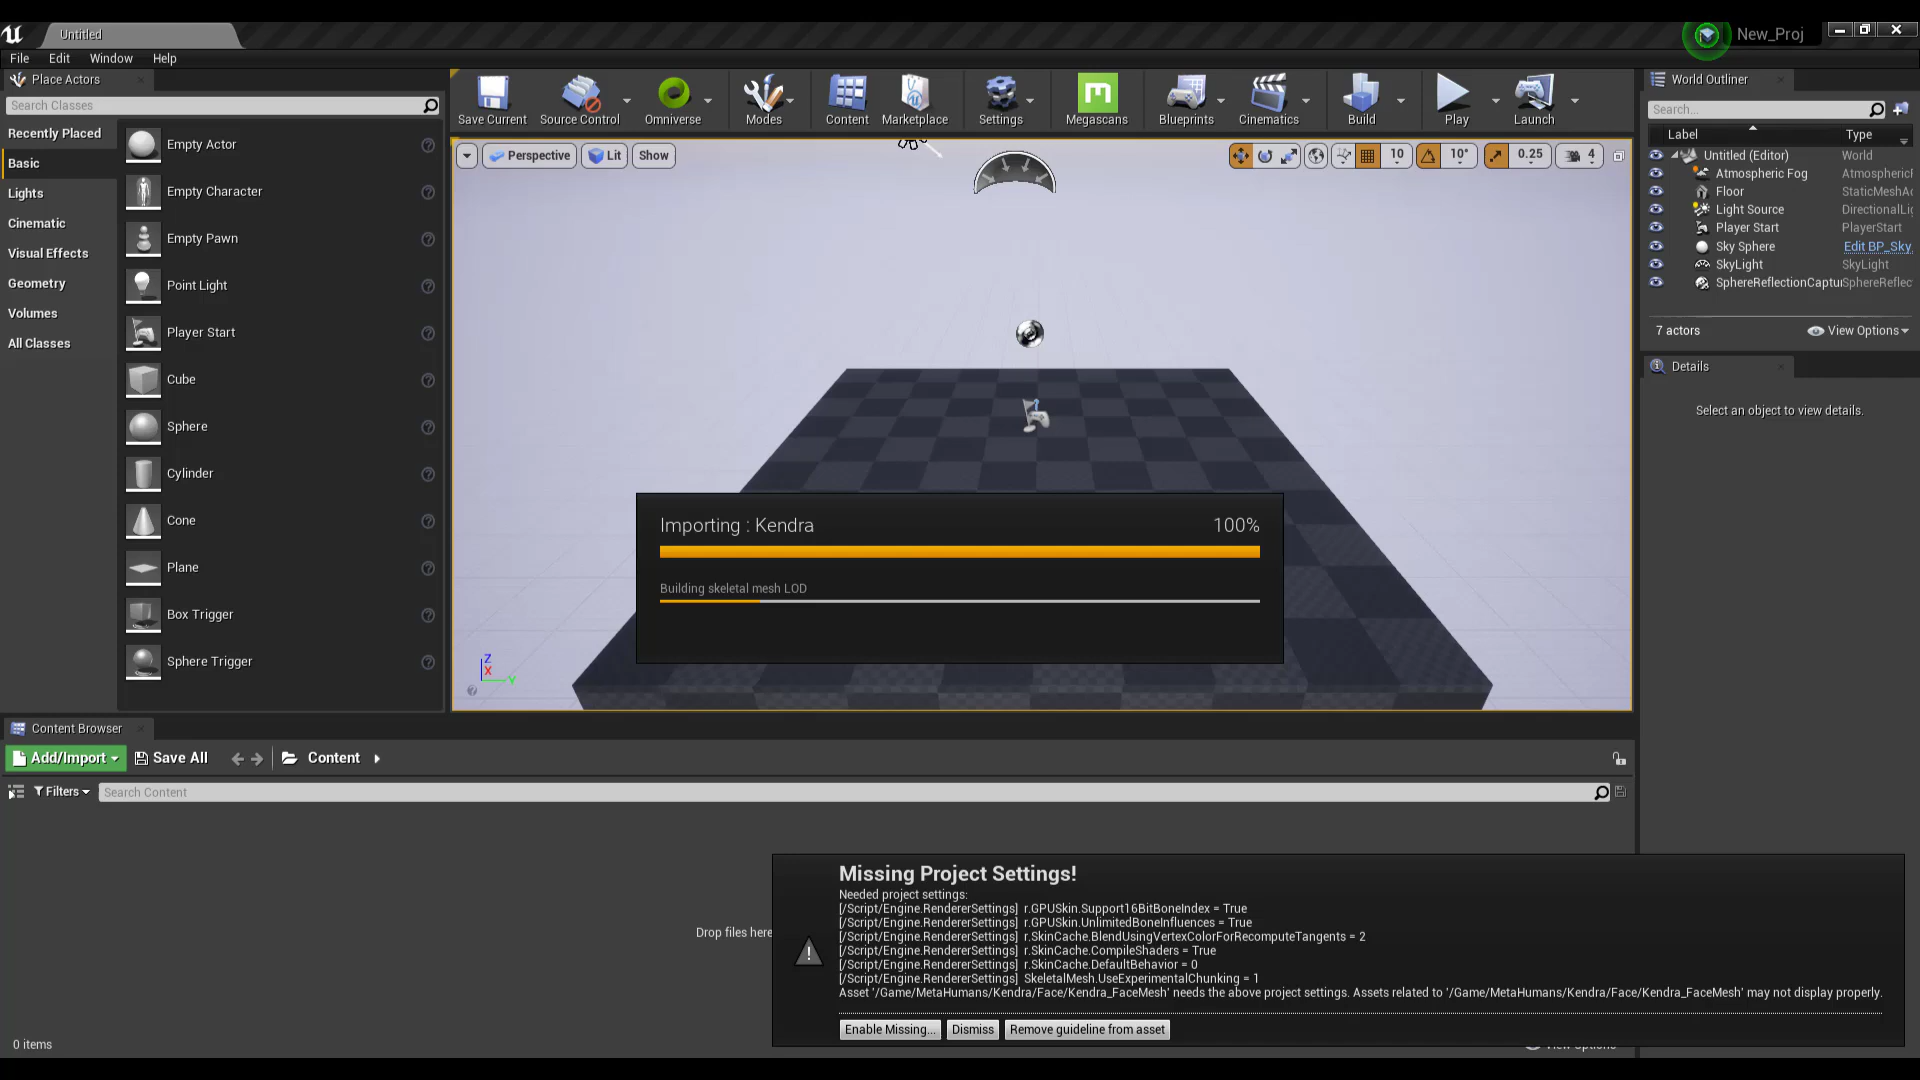 Untitled
New_Proj
File Edit Window Help
Place Actors
Search Classes
Recently Placed
Basic
Lights
Cinematic
Visual Effects
Geometry
Volumes
All Classes
Empty Actor
Empty Character
Empty Pawn
Point Light
Player Start
Cube
Sphere
Cylinder
Cone
Plane
Box Trigger
Sphere Trigger
Save Current Source Control Omniverse Modes Content Marketplace Settings Megascans Blueprints Cinematics Build Play Launch
Perspective Lit Show
10 10° 0.25 4
Importing : Kendra 100%
Building skeletal mesh LOD
Z
X
Y
World Outliner
Search...
Label Type
Untitled (Editor) World
Atmospheric Fog AtmosphericF
Floor StaticMeshAc
Light Source DirectionalLig
Player Start PlayerStart
Sky Sphere Edit BP_Sky
SkyLight SkyLight
SphereReflectionCaptur SphereReflec
7 actors View Options
Details
Select an object to view details.
Content Browser
Add/Import Save All Content
Filters Search Content
Drop files here
0 items
View Options
Missing Project Settings!
Needed project settings:
[/Script/Engine.RendererSettings] r.GPUSkin.Support16BitBoneIndex = True
[/Script/Engine.RendererSettings] r.GPUSkin.UnlimitedBoneInfluences = True
[/Script/Engine.RendererSettings] r.SkinCache.BlendUsingVertexColorForRecomputeTangents = 2
[/Script/Engine.RendererSettings] r.SkinCache.CompileShaders = True
[/Script/Engine.RendererSettings] r.SkinCache.DefaultBehavior = 0
[/Script/Engine.RendererSettings] SkeletalMesh.UseExperimentalChunking = 1
Asset '/Game/MetaHumans/Kendra/Face/Kendra_FaceMesh' needs the above project settings. Assets related to '/Game/MetaHumans/Kendra/Face/Kendra_FaceMesh' may not display properly.
Enable Missing... Dismiss Remove guideline from asset